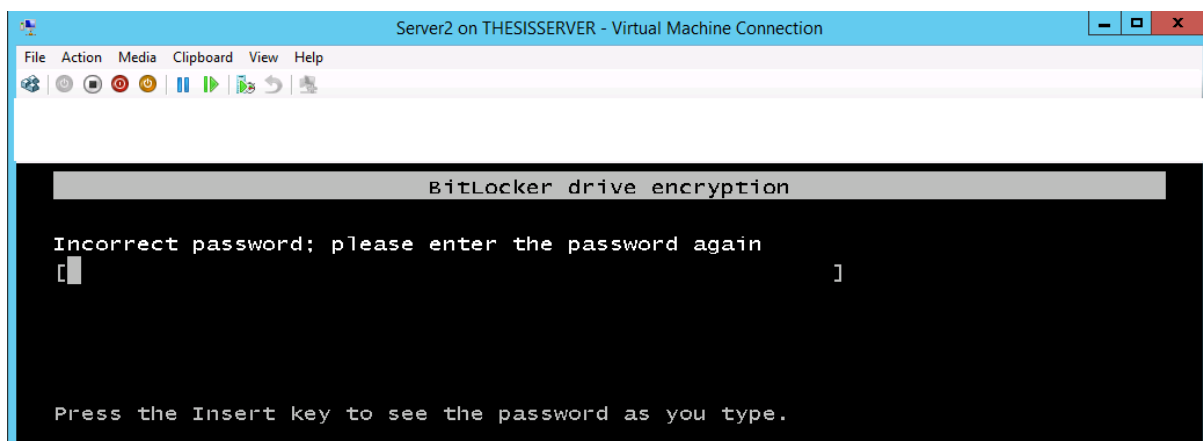 Server2 on THESISSERVER - Virtual Machine Connection
File Action Media Clipboard View Help
BitLocker drive encryption
Incorrect password; please enter the password again
[ ]
Press the Insert key to see the password as you type.